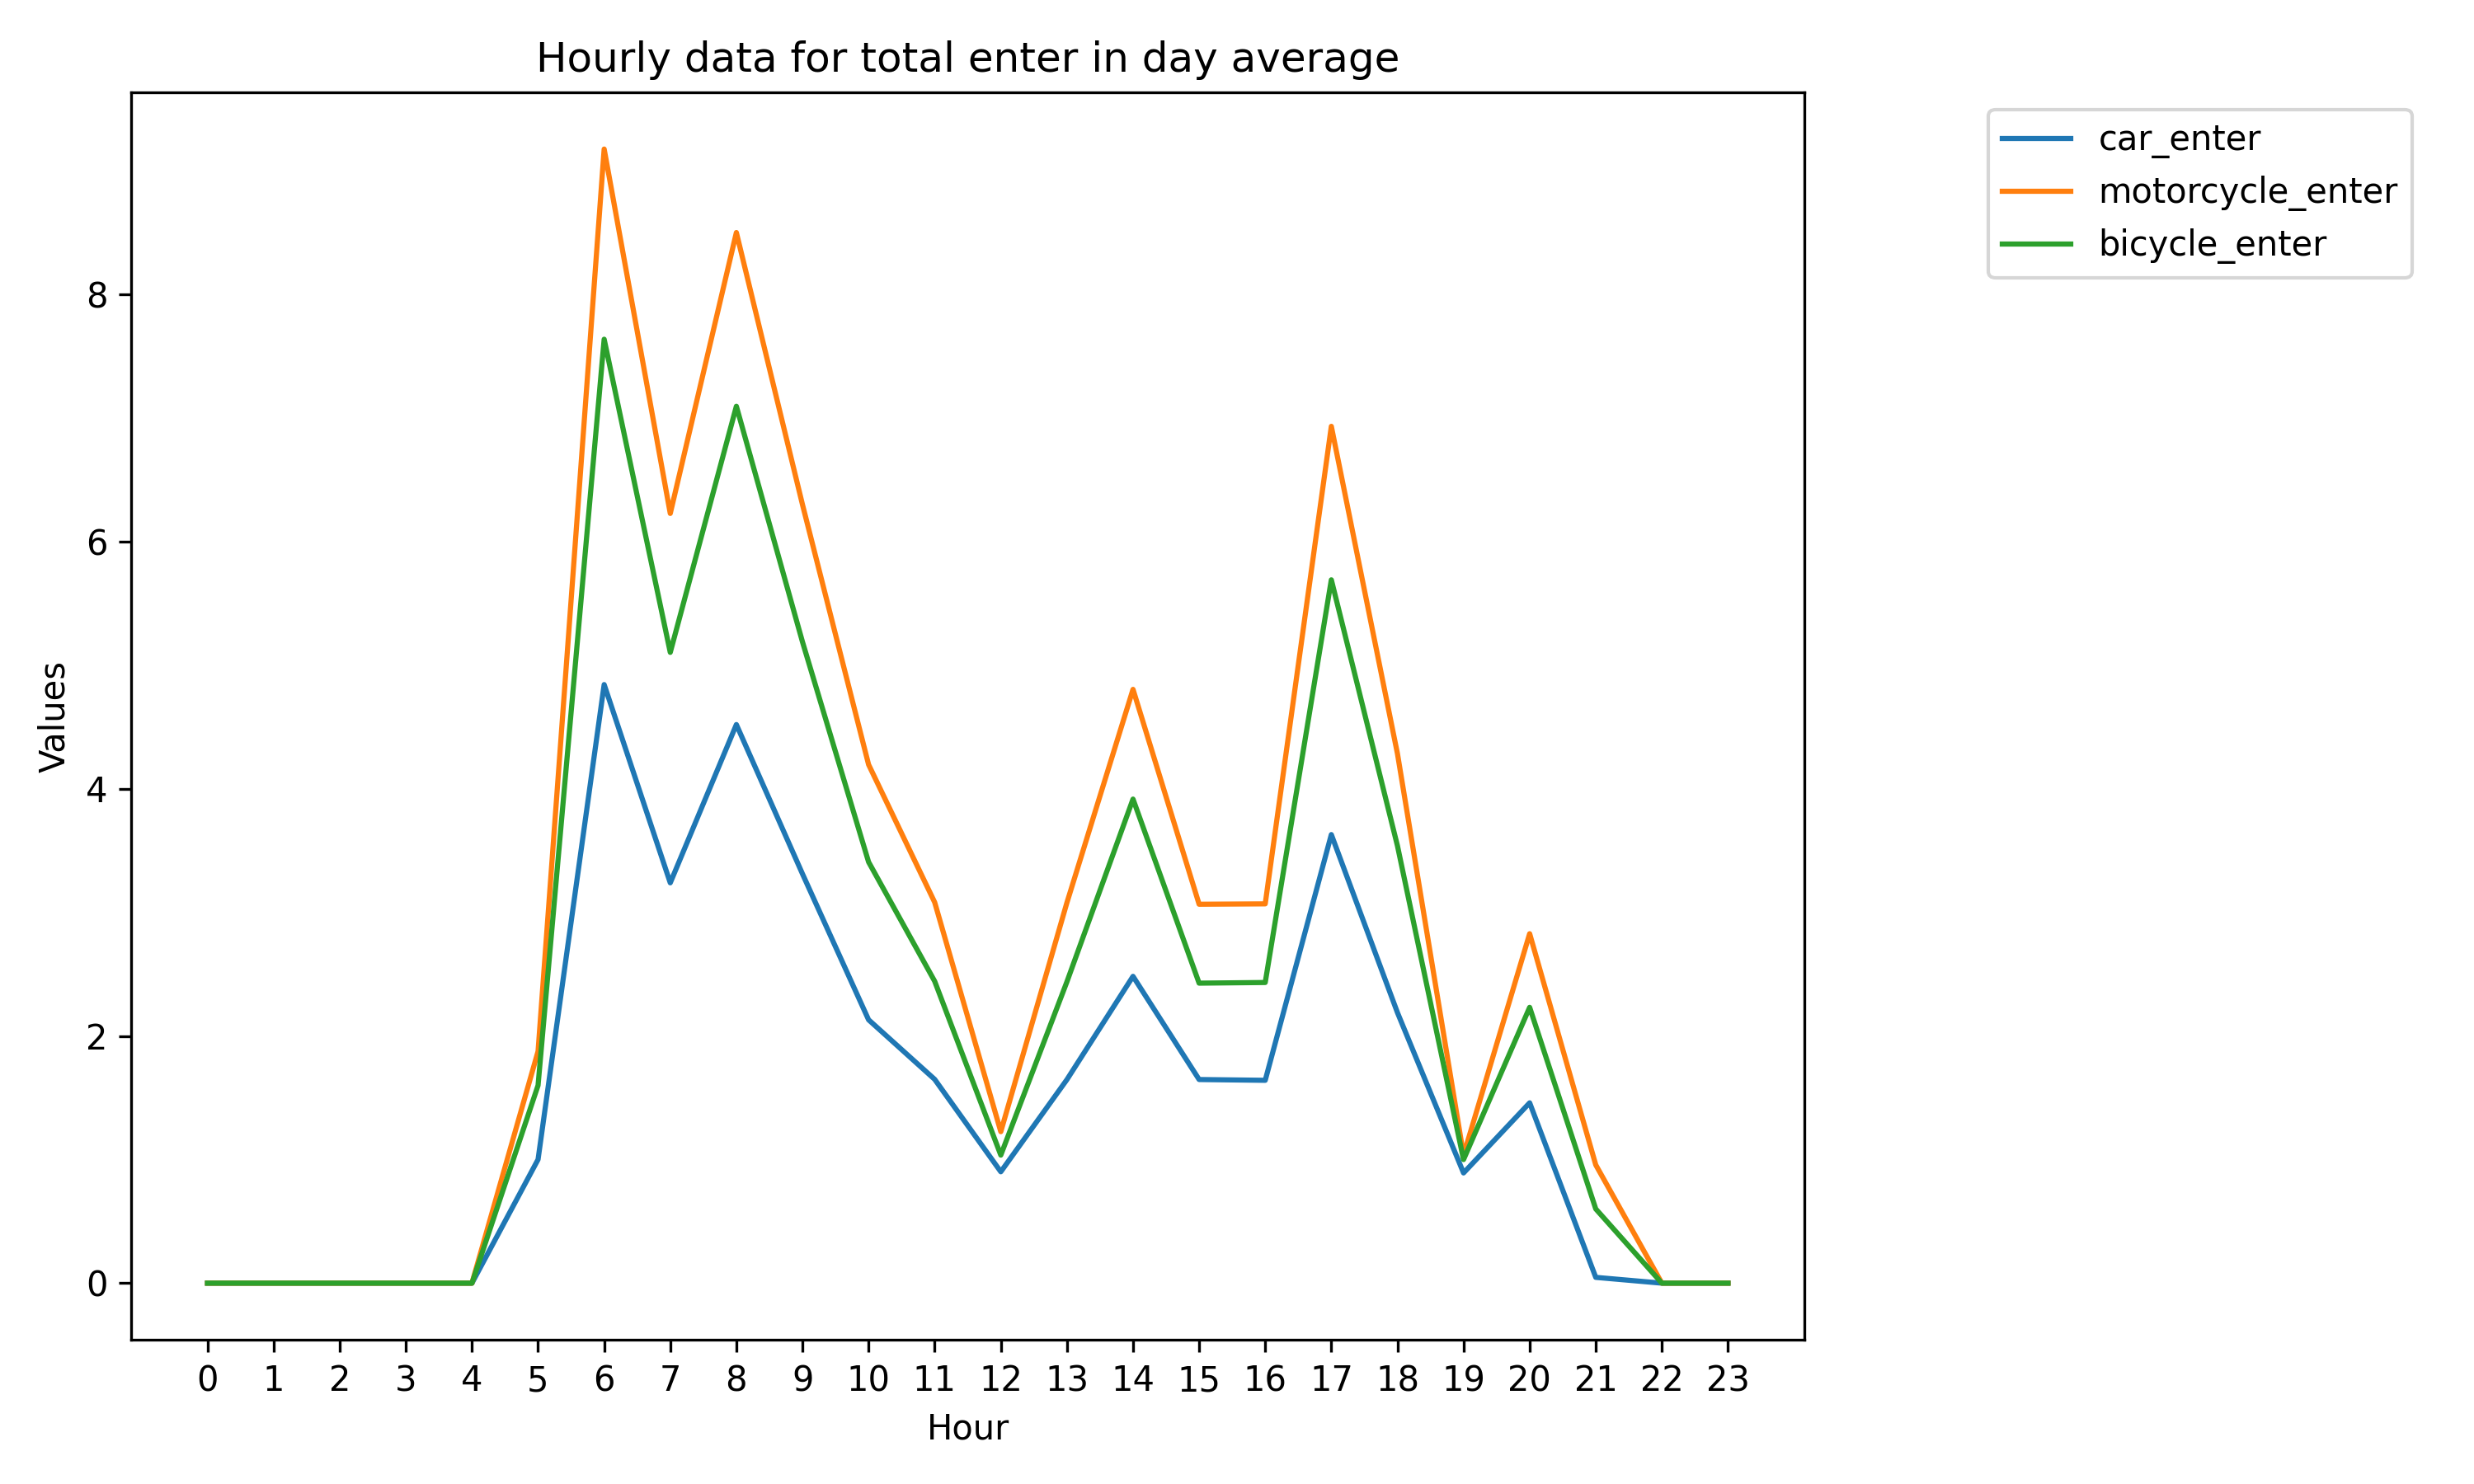 Hourly data for total enter in day average
car_enter
motorcycle_enter
bicycle_enter
8
6
4
2
0
Values
0 1 2 3 4 5 6 7 8 9 10 11 12 13 14 15 16 17 18 19 20 21 22 23
Hour